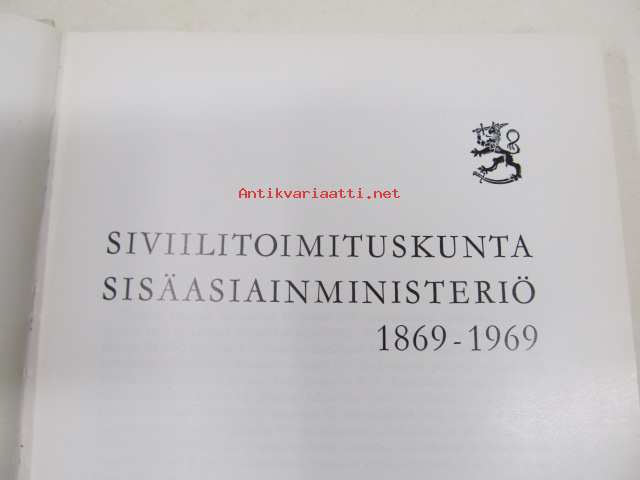 Antikvariaatti.net
SIVIILITOIMITUSKUNTA
SISÄASIAINMINISTERIÖ
1869-1969